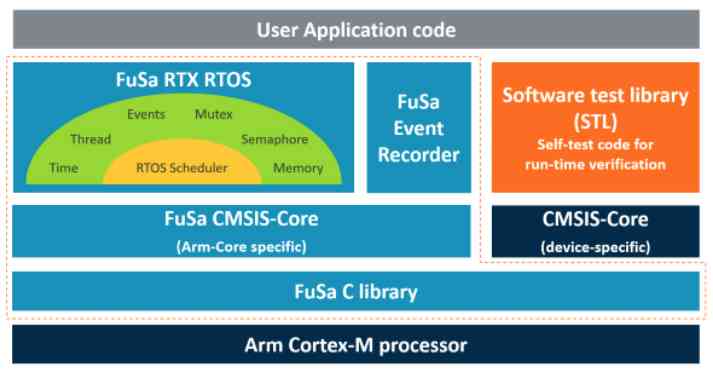 User Application code
FuSa RTX RTOS
Events Mutex
Thread Semaphore
Time RTOS Scheduler Memory
FuSa
Event
Recorder
Software test library
(STL)
Self-test code for
run-time verification
FuSa CMSIS-Core
(Arm-Core specific)
CMSIS-Core
(device-specific)
FuSa C library
Arm Cortex-M processor